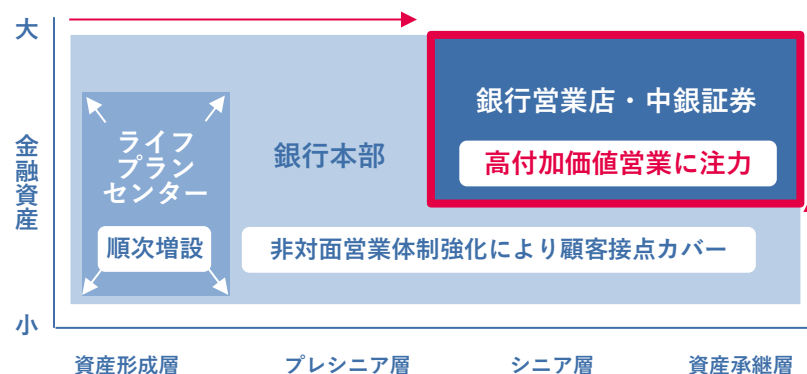 大
金融資産
小
ライフ
プラン
センター
順次増設
銀行本部
非対面営業体制強化により顧客接点カバー
銀行営業店・中銀証券
高付加価値営業に注力
資産形成層
プレシニア層
シニア層
資産承継層